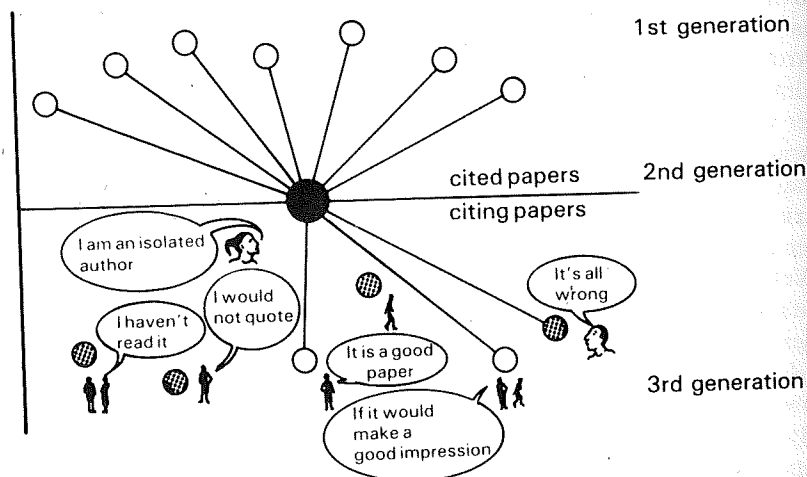 1st generation
cited papers
2nd generation
citing papers
I am an isolated
author
I would
not quote
It's all
wrong
I haven't
read it
It is a good
paper
3rd generation
If it would
make a
good impression